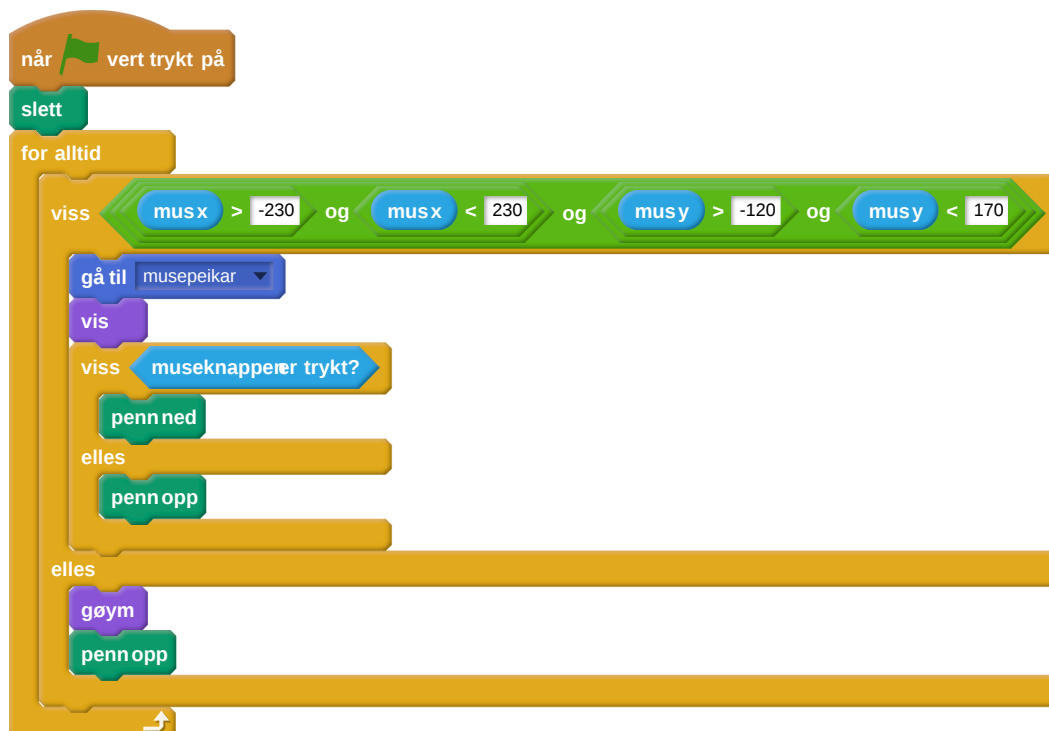 når vert trykt på
slett
for alltid
viss mus x > -230 og mus x < 230 og mus y > -120 og mus y < 170
gå til musepeikar
vis
viss museknappen er trykt?
penn ned
elles
penn opp
elles
gøym
penn opp